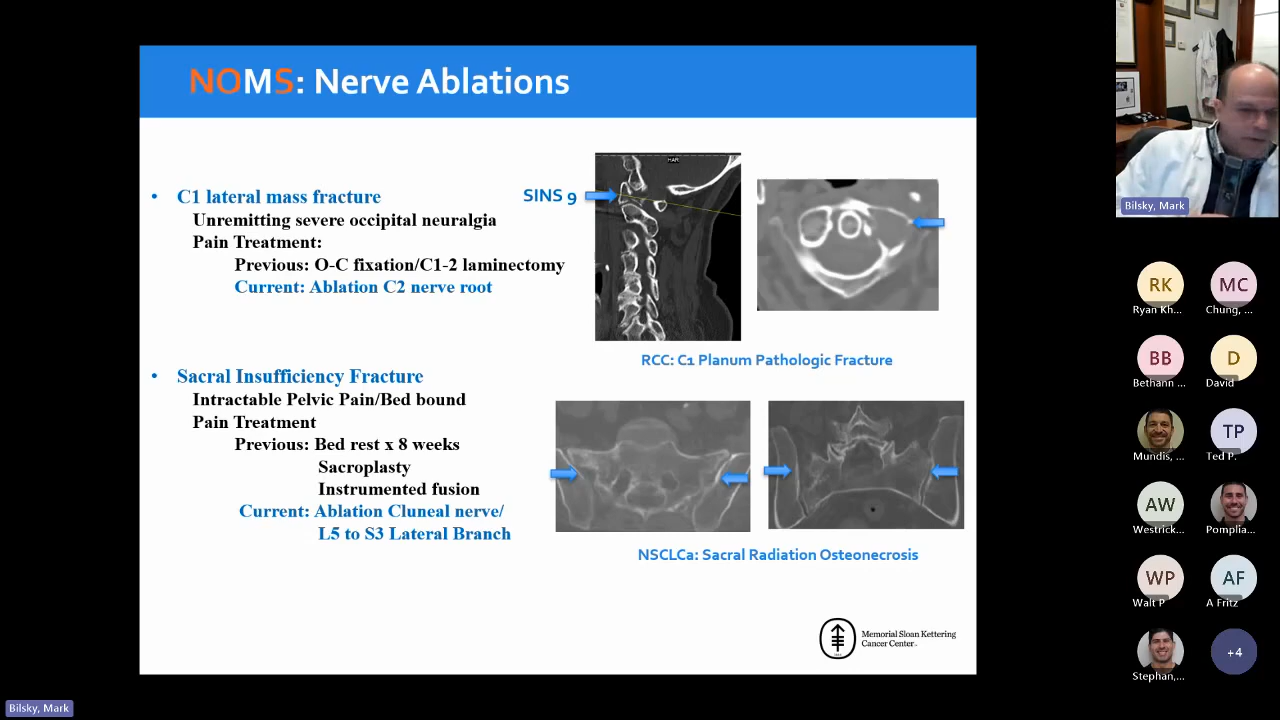 NOMS: Nerve Ablations
• C1 lateral mass fracture
Unremitting severe occipital neuralgia
Pain Treatment:
Previous: O-C fixation/C1-2 laminectomy
Current: Ablation C2 nerve root
SINS 9
HAR
RCC: C1 Planum Pathologic Fracture
• Sacral Insufficiency Fracture
Intractable Pelvic Pain/Bed bound
Pain Treatment
Previous: Bed rest x 8 weeks
Sacroplasty
Instrumented fusion
Current: Ablation Cluneal nerve/
L5 to S3 Lateral Branch
NSCLCa: Sacral Radiation Osteonecrosis
Memorial Sloan Kettering
Cancer Center
Bilsky, Mark
RK
Ryan Kh...
MC
Chung, ...
BB
Bethann ...
D
David
Mundis, ...
TP
Ted P.
AW
Westrick...
Pomplia...
WP
Walt P
AF
A Fritz
Stephan,...
+4
Bilsky, Mark